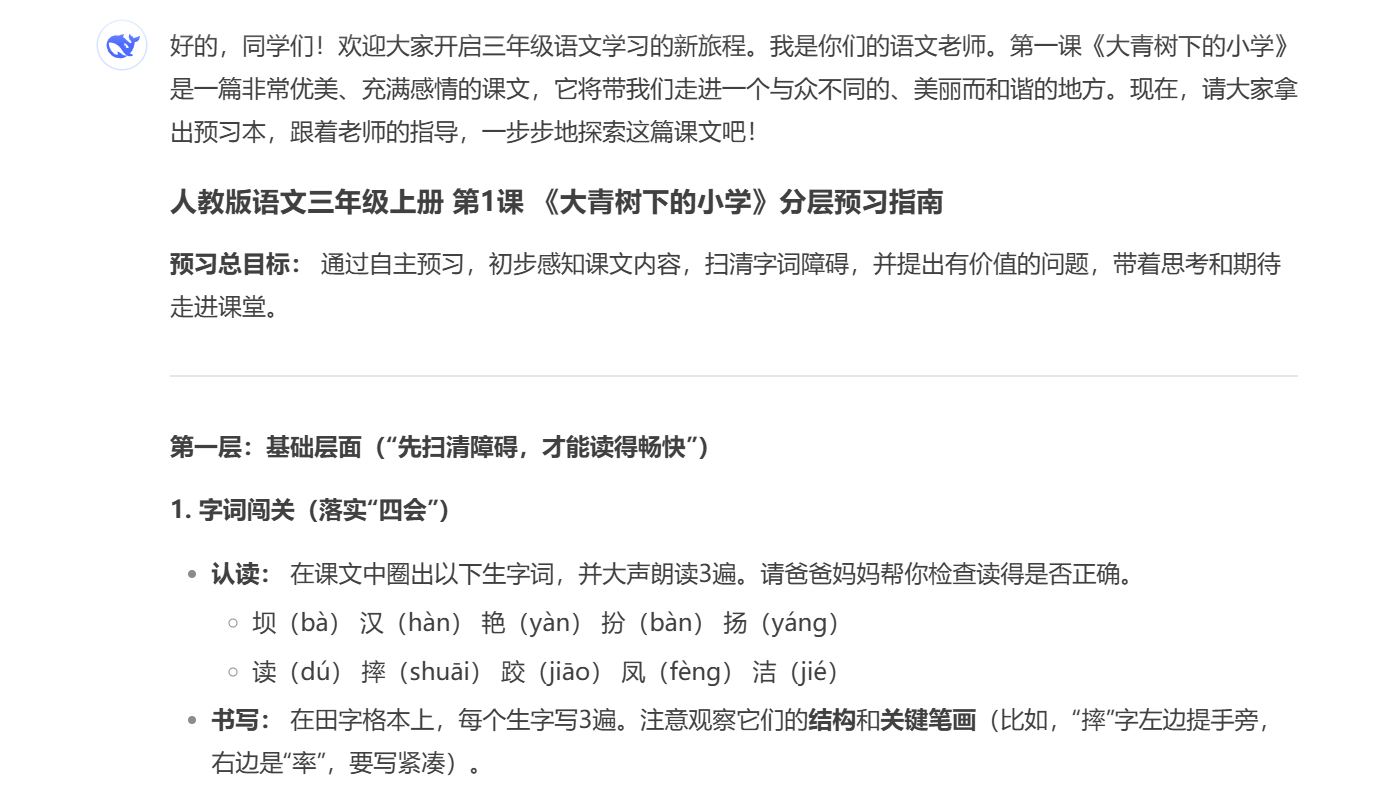 好的，同学们！欢迎大家开启三年级语文学习的新旅程。我是你们的语文老师。第一课《大青树下的小学》
是一篇非常优美、充满感情的课文，它将带我们走进一个与众不同的、美丽而和谐的地方。现在，请大家拿
出预习本，跟着老师的指导，一步步地探索这篇课文吧！
人教版语文三年级上册 第1课 《大青树下的小学》分层预习指南
预习总目标： 通过自主预习，初步感知课文内容，扫清字词障碍，并提出有价值的问题，带着思考和期待
走进课堂。
第一层：基础层面（“先扫清障碍，才能读得畅快”）
1. 字词闯关（落实“四会”）
认读： 在课文中圈出以下生字词，并大声朗读3遍。请爸爸妈妈帮你检查读得是否正确。
坝（bà） 汉（hàn） 艳（yàn） 扮（bàn） 扬（yáng）
读（dú） 摔（shuāi） 跤（jiāo） 凤（fèng） 洁（jié）
书写： 在田字格本上，每个生字写3遍。注意观察它们的结构和关键笔画（比如，“摔”字左边提手旁，
右边是“率”，要写紧凑）。